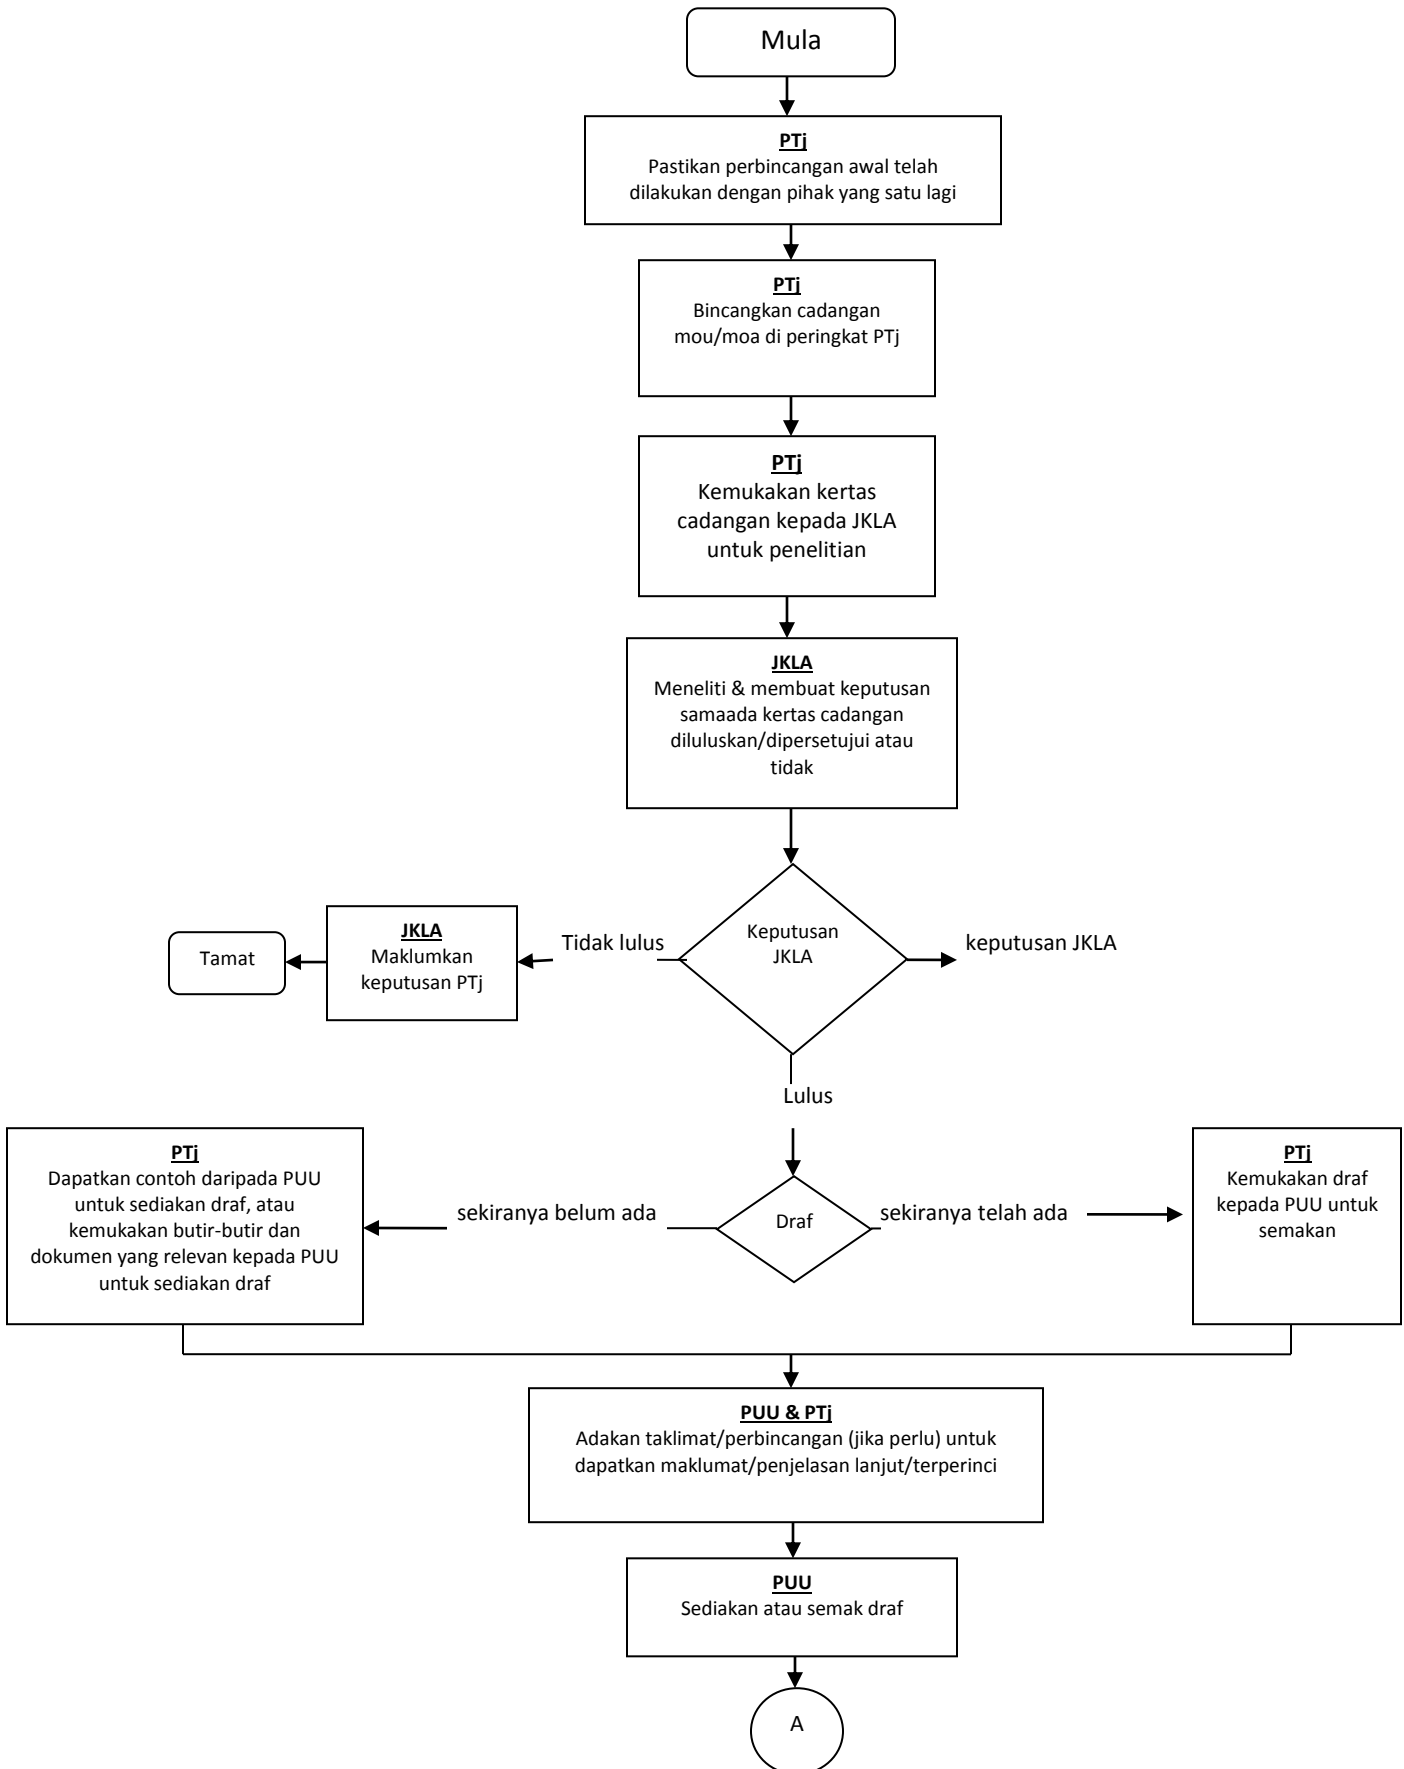 Mula
PTj
Pastikan perbincangan awal telah
dilakukan dengan pihak yang satu lagi
PTj
Bincangkan cadangan
mou/moa di peringkat PTj
PTj
Kemukakan kertas
cadangan kepada JKLA
untuk penelitian
JKLA
Meneliti & membuat keputusan
samaada kertas cadangan
diluluskan/dipersetujui atau
tidak
Keputusan
JKLA
keputusan JKLA
Tidak lulus
JKLA
Maklumkan
keputusan PTj
Tamat
Lulus
PTj
Dapatkan contoh daripada PUU
untuk sediakan draf, atau
kemukakan butir-butir dan
dokumen yang relevan kepada PUU
untuk sediakan draf
sekiranya belum ada
Draf
sekiranya telah ada
PTj
Kemukakan draf
kepada PUU untuk
semakan
PUU & PTj
Adakan taklimat/perbincangan (jika perlu) untuk
dapatkan maklumat/penjelasan lanjut/terperinci
PUU
Sediakan atau semak draf
A